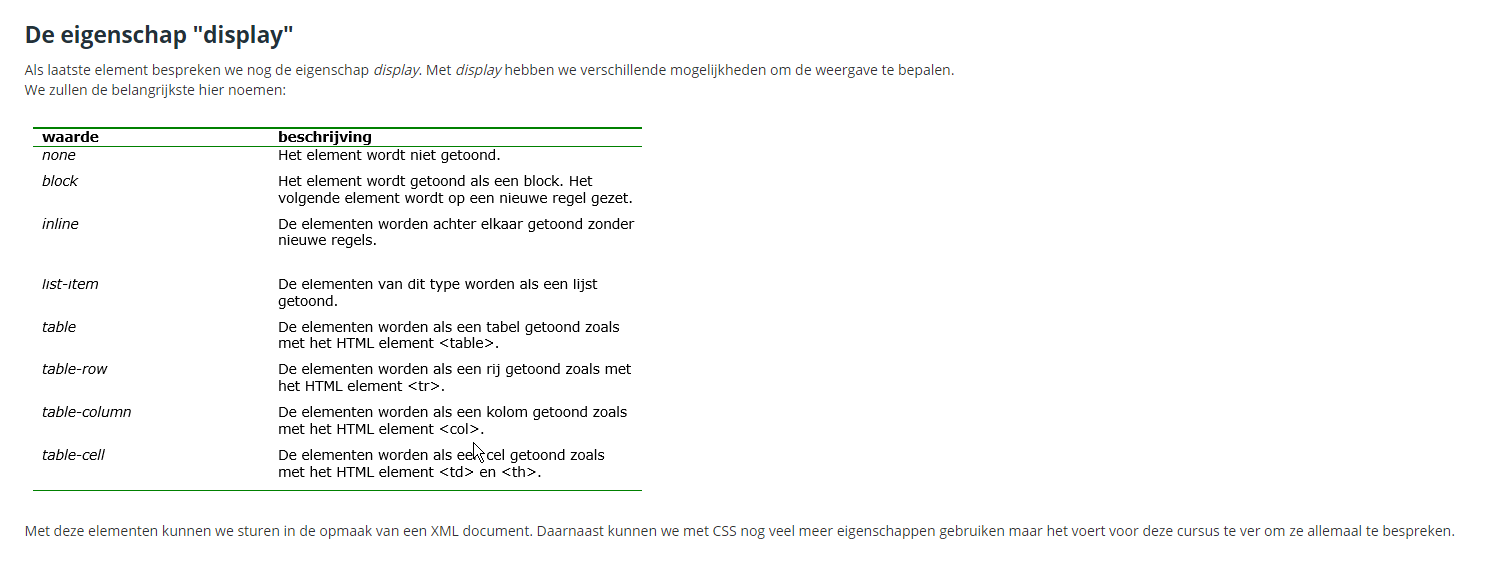 De eigenschap "display"
Als laatste element bespreken we nog de eigenschap display. Met display hebben we verschillende mogelijkheden om de weergave te bepalen.
We zullen de belangrijkste hier noemen:
waarde beschrijving
none Het element wordt niet getoond.
block Het element wordt getoond als een block. Het
volgende element wordt op een nieuwe regel gezet.
inline De elementen worden achter elkaar getoond zonder
nieuwe regels.
list-item De elementen van dit type worden als een lijst
getoond.
table De elementen worden als een tabel getoond zoals
met het HTML element <table>.
table-row De elementen worden als een rij getoond zoals met
het HTML element <tr>.
table-column De elementen worden als een kolom getoond zoals
met het HTML element <col>.
table-cell De elementen worden als een cel getoond zoals
met het HTML element <td> en <th>.
Met deze elementen kunnen we sturen in de opmaak van een XML document. Daarnaast kunnen we met CSS nog veel meer eigenschappen gebruiken maar het voert voor deze cursus te ver om ze allemaal te bespreken.